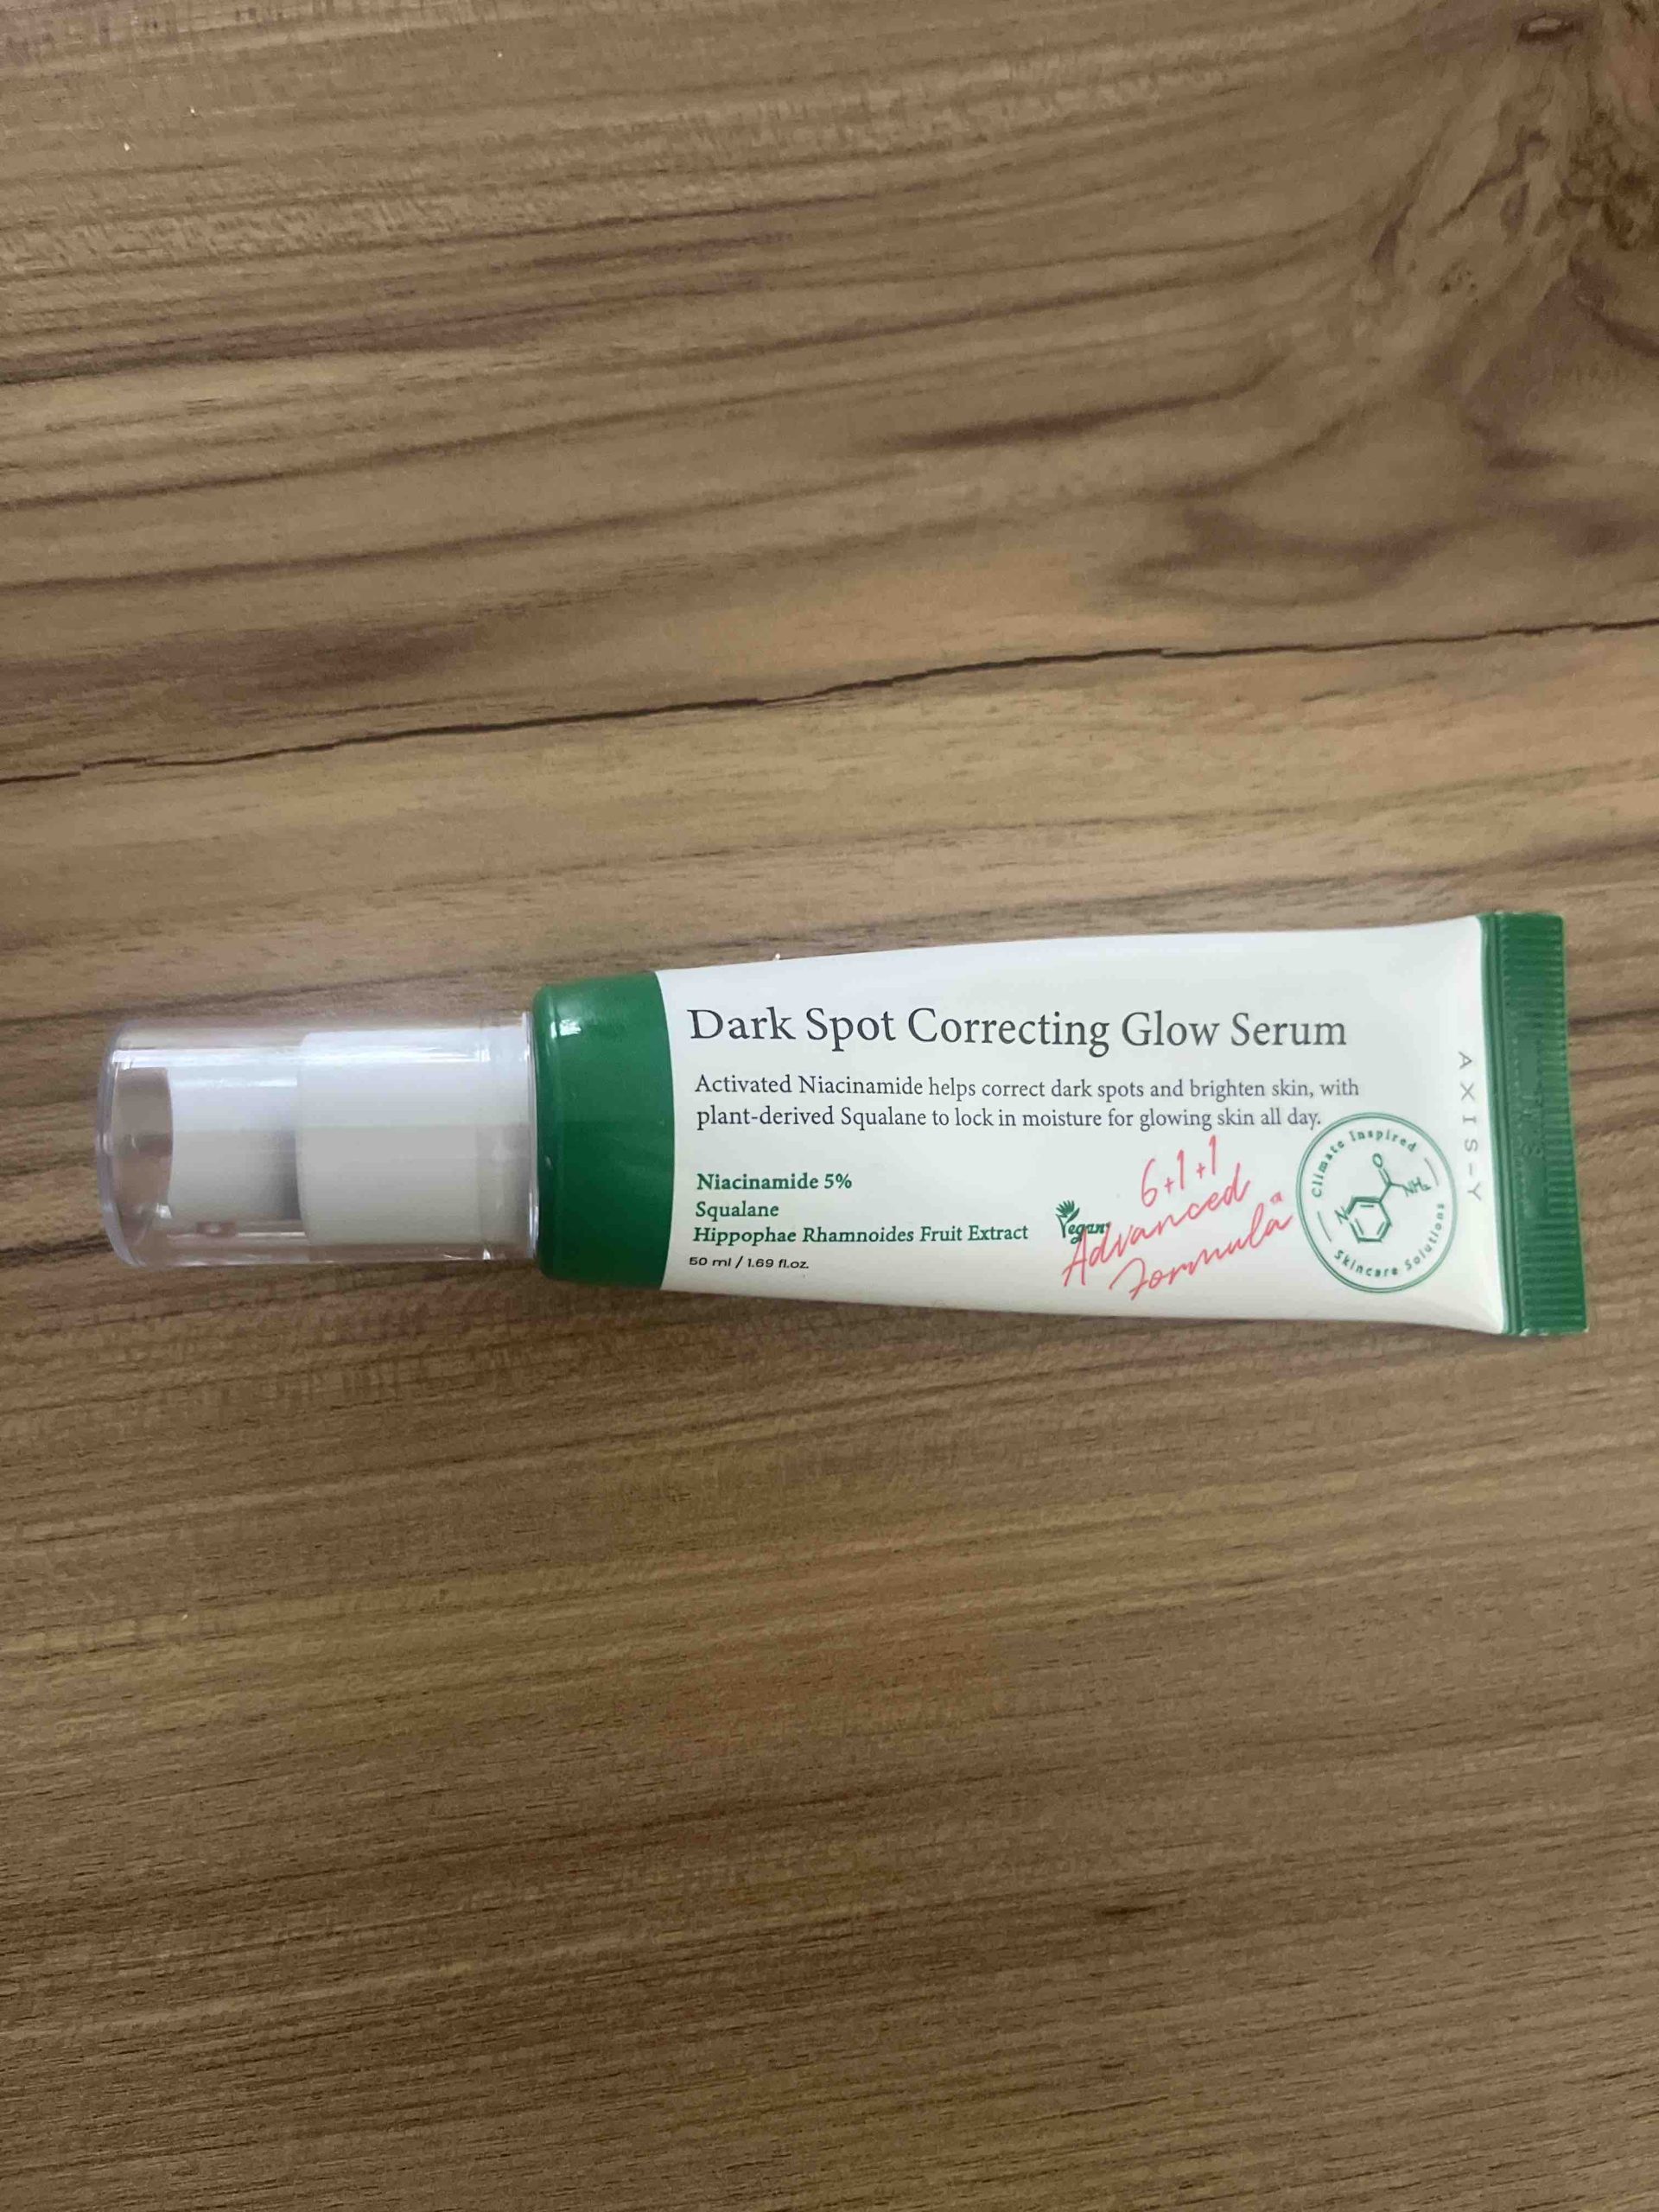 Dark Spot Correcting Glow Serum
Activated Niacinamide helps correct dark spots and brighten skin, with
plant-derived Squalane to lock in moisture for glowing skin all day.
Niacinamide 5%
Squalane
Hippophae Rhamnoides Fruit Extract
50 ml / 1.69 fl.oz.
Vegan
6+1+1
Advanced
Formula
Climate Inspired
Skincare Solutions
O
NH₂
N
AXIS-Y